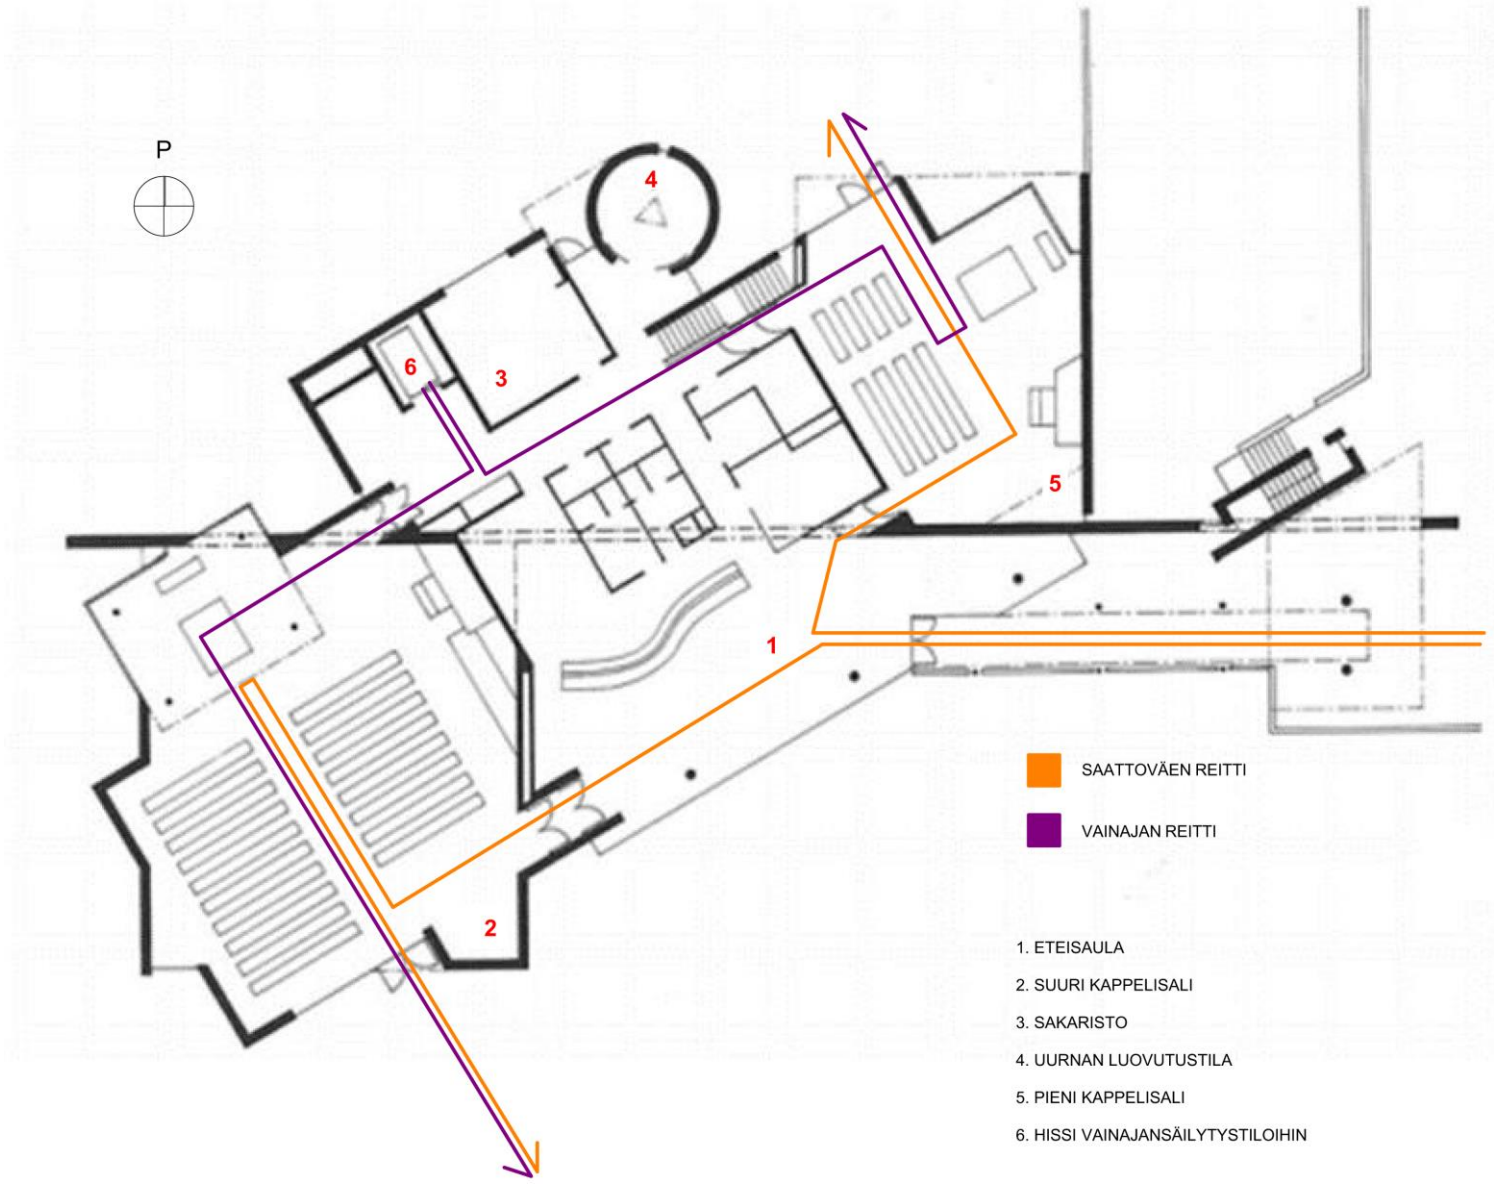 P
4
6
3
5
1
2
SAATTOVÄEN REITTI
VAINAJAN REITTI
1. ETEISAULA
2. SUURI KAPPELISALI
3. SAKARISTO
4. UURNAN LUOVUTUSTILA
5. PIENI KAPPELISALI
6. HISSI VAINAJANSÄILYTYSTILOIHIN